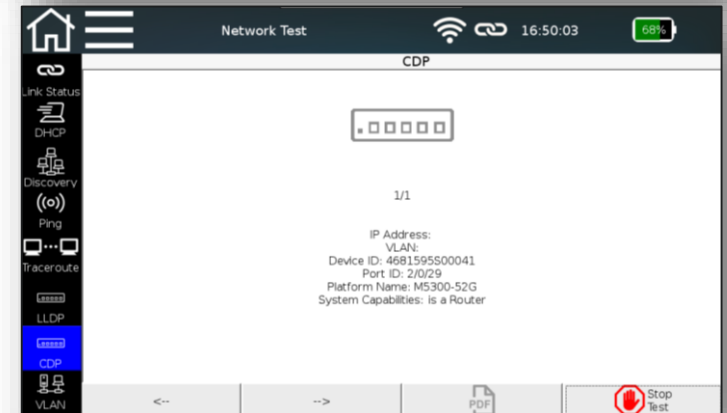 Network Test
16:50:03
68%
CDP
Link Status
DHCP
Discovery
Ping
Traceroute
LLDP
CDP
VLAN
1/1
IP Address:
VLAN:
Device ID: 4681595S00041
Port ID: 2/0/29
Platform Name: M5300-52G
System Capabilities: is a Router
<--
-->
PDF
Stop
Test